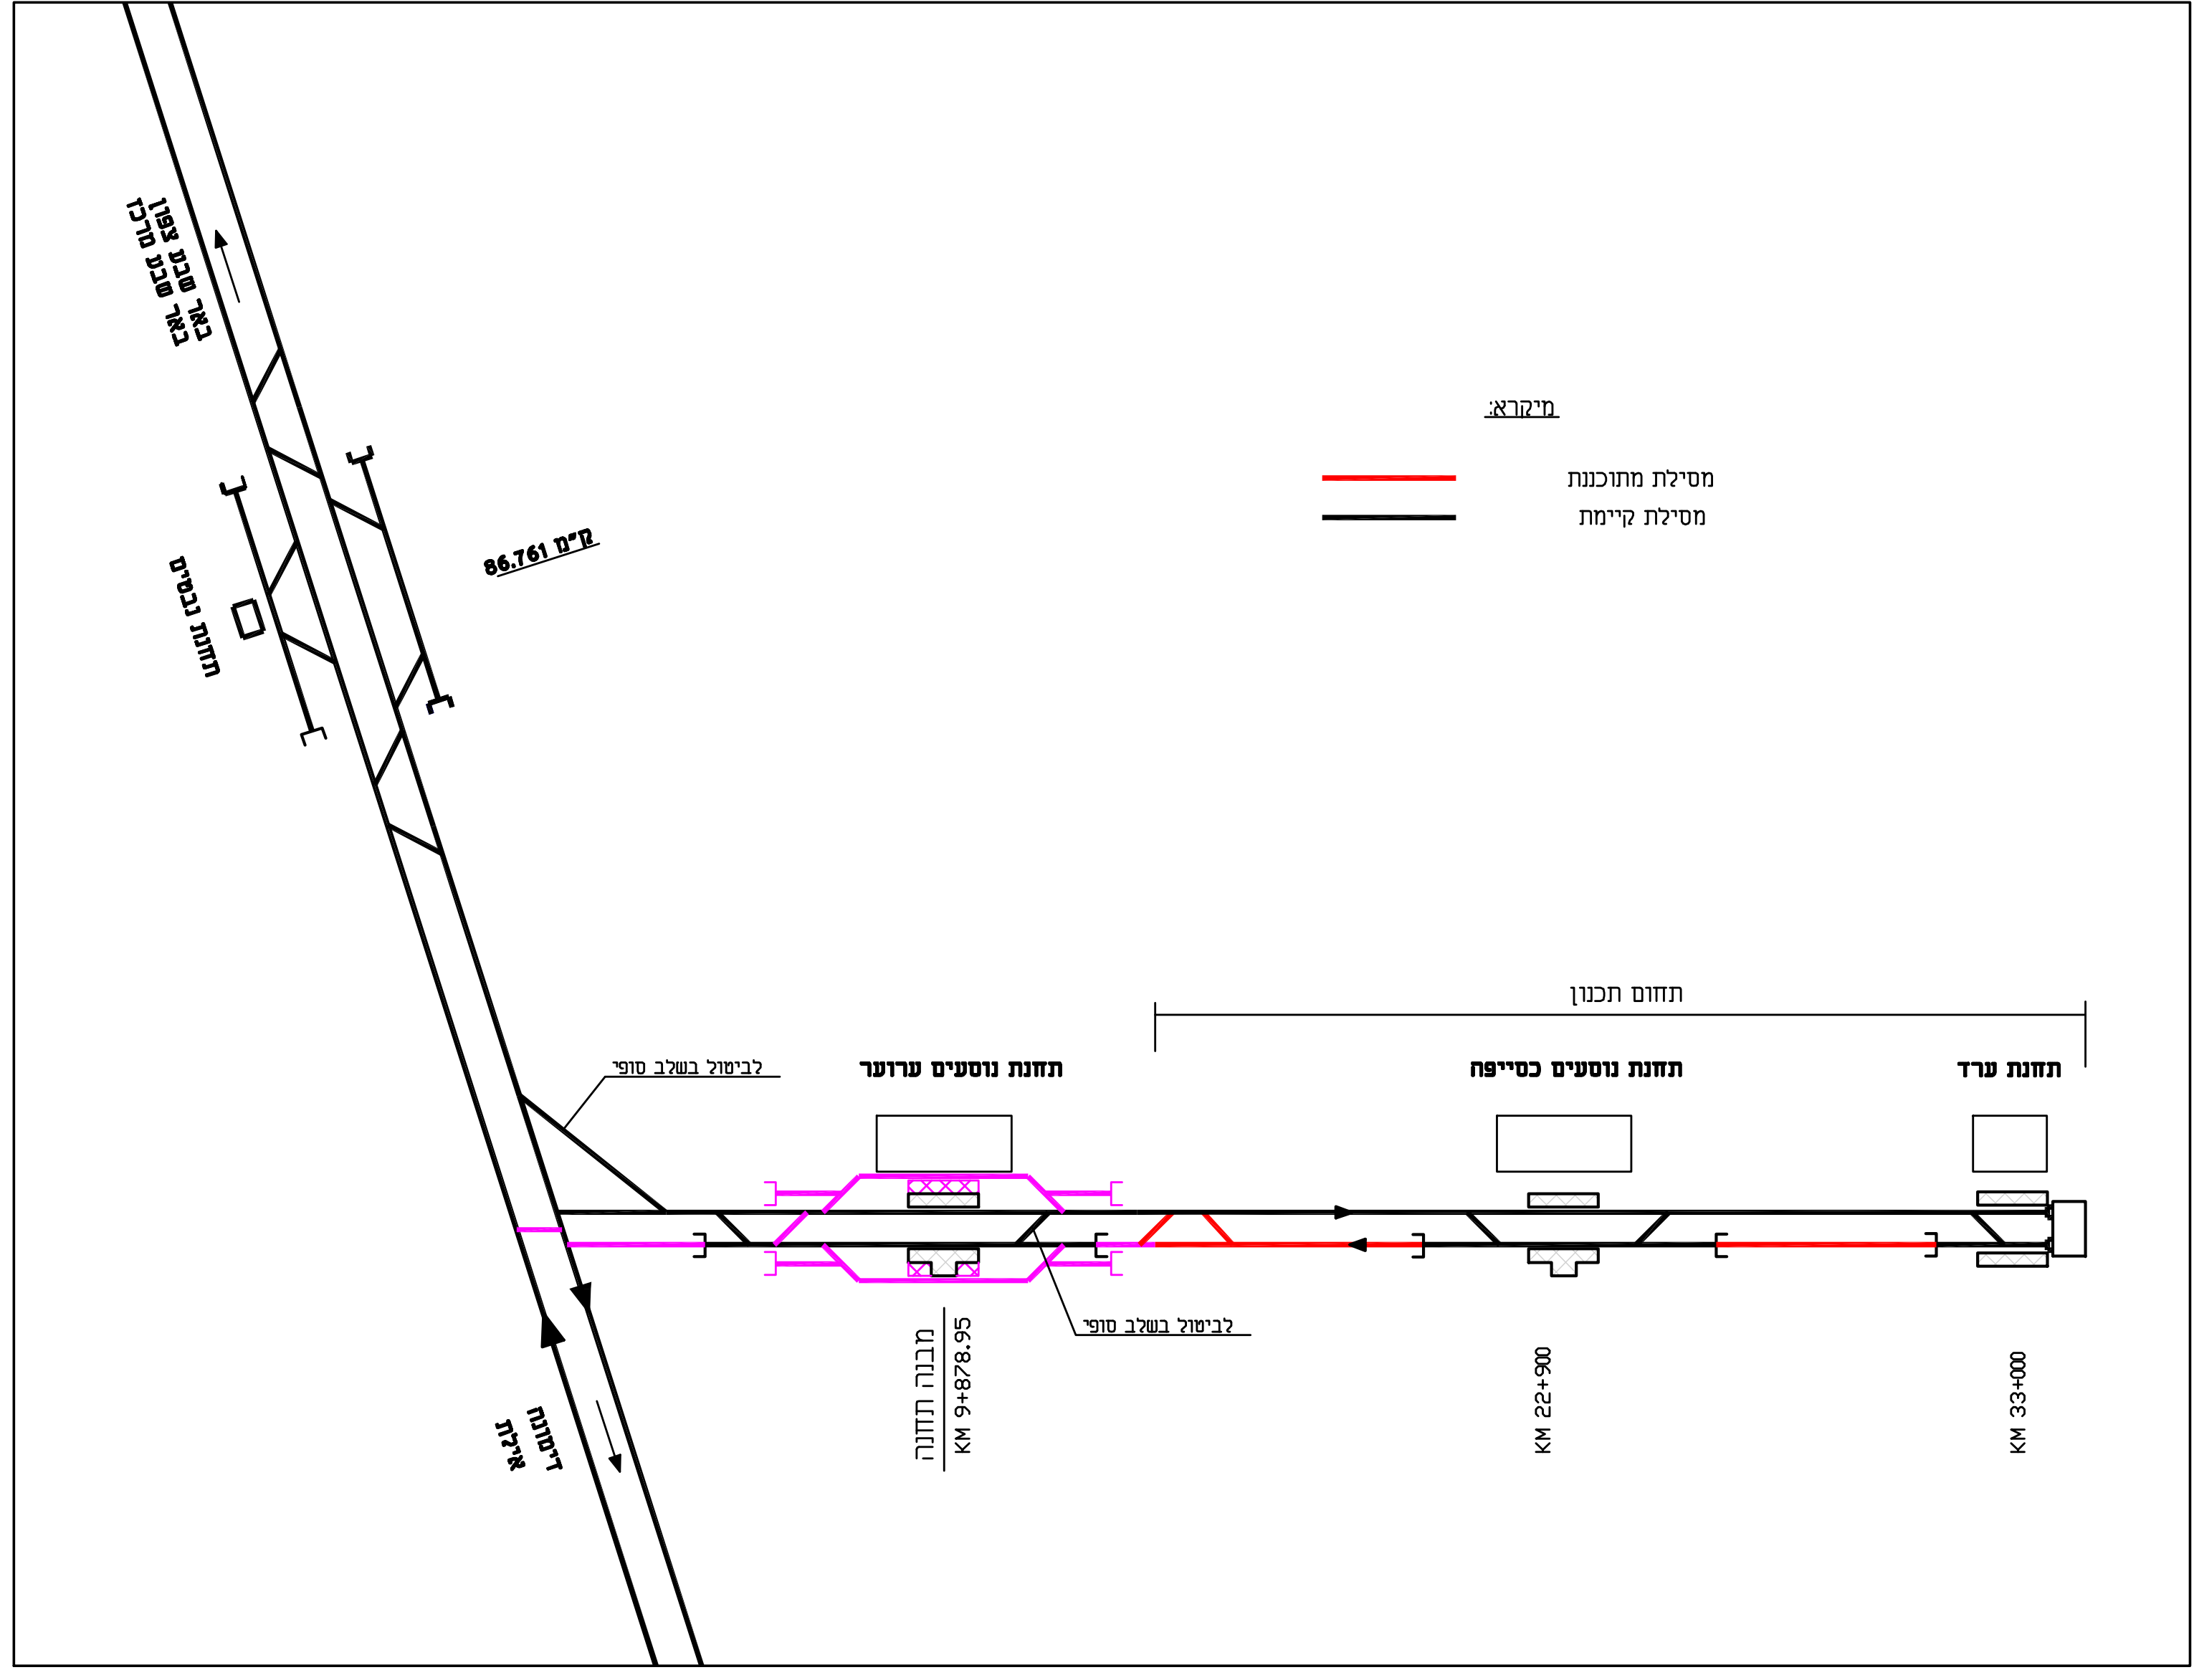 באר שבע צפון
באר שבע מרכז
מיקרא:
מסילת מתוכננת
מסילת קיימת
ק"מ 86.761
תחנת נבטים
תחום תכנון
לביטול בשלב סופי
תחנת נוסעים ערוער
תחנת נוסעים כסייפה
תחנת ערד
לביטול בשלב סופי
מבנה תחנה
KM 9+878.95
KM 22+900
KM 33+000
דימונה
אילת